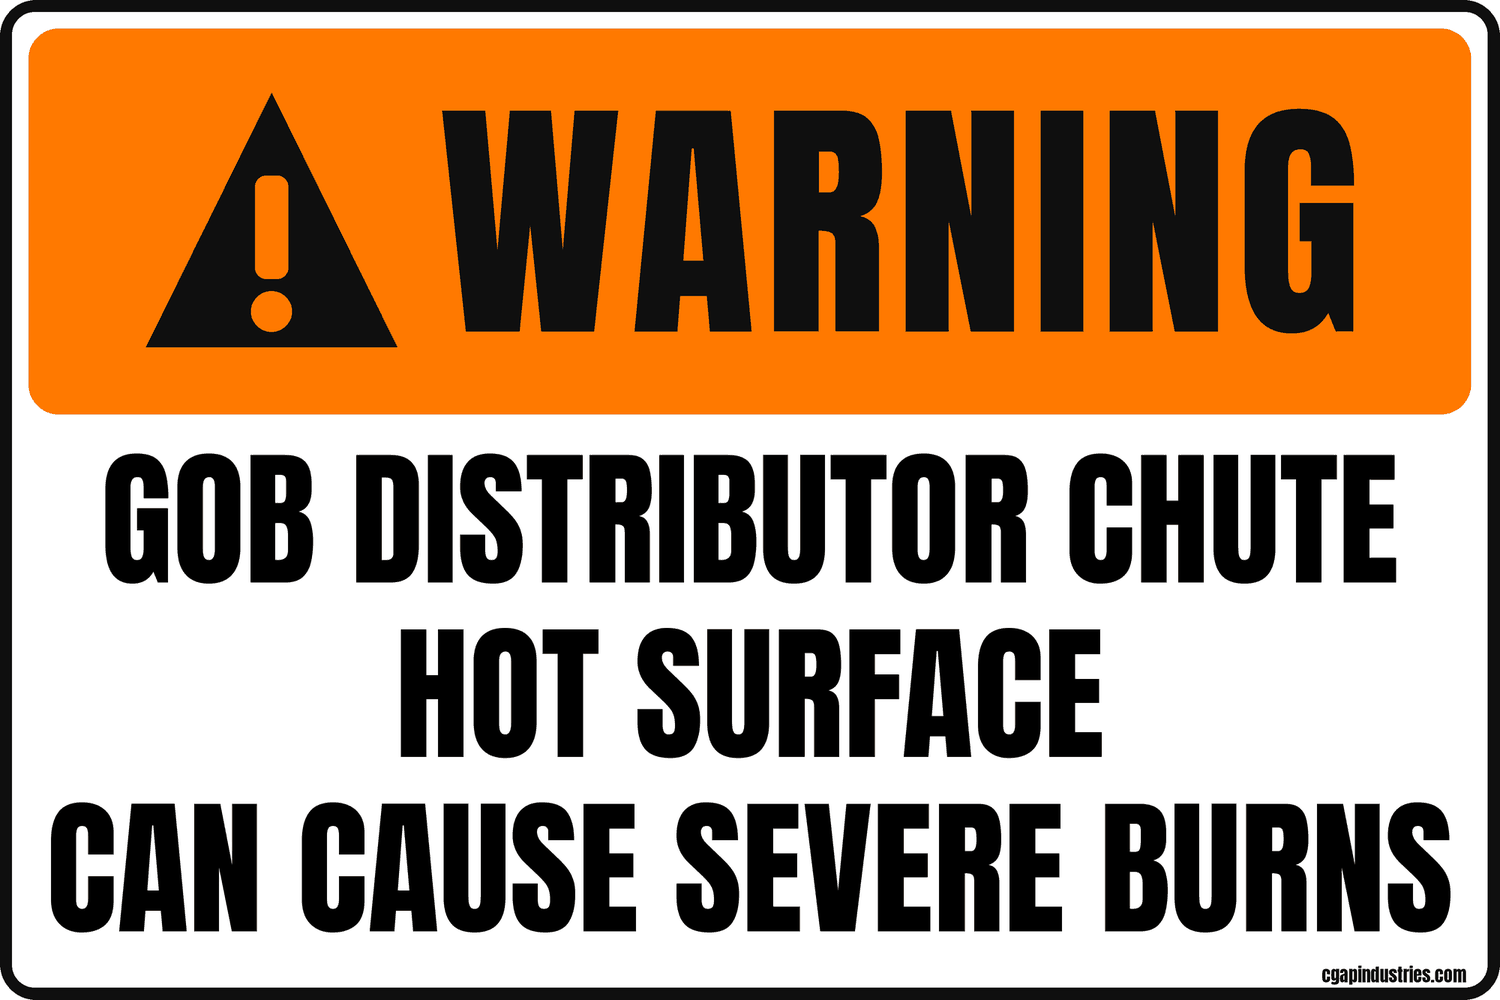 WARNING
GOB DISTRIBUTOR CHUTE
HOT SURFACE
CAN CAUSE SEVERE BURNS
cgapindustries.com